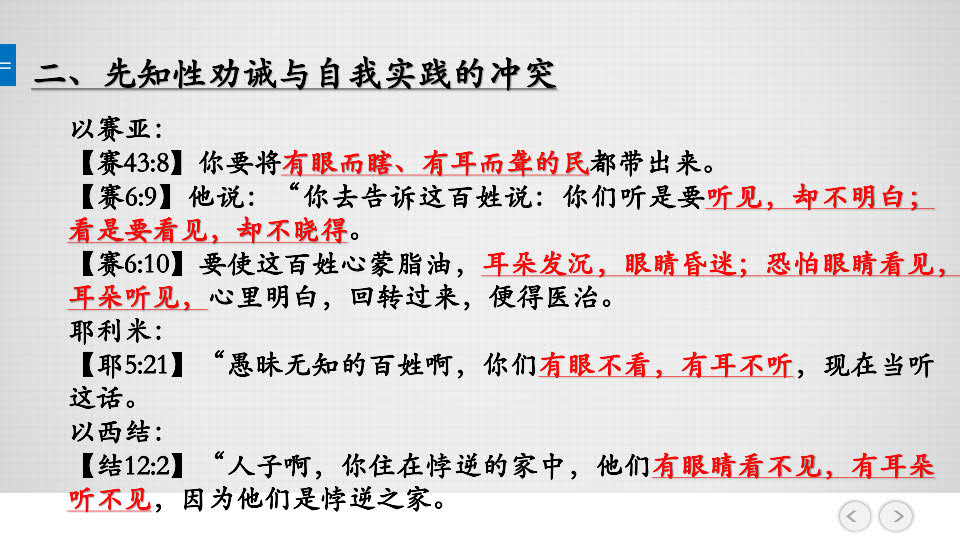 二、先知性劝诫与自我实践的冲突
以赛亚：
【赛43:8】你要将有眼而瞎、有耳而聋的民都带出来。
【赛6:9】他说：“你去告诉这百姓说：你们听是要听见，却不明白；
看是要看见，却不晓得。
【赛6:10】要使这百姓心蒙脂油，耳朵发沉，眼睛昏迷；恐怕眼睛看见，
耳朵听见，心里明白，回转过来，便得医治。
耶利米：
【耶5:21】“愚昧无知的百姓啊，你们有眼不看，有耳不听，现在当听
这话。
以西结：
【结12:2】“人子啊，你住在悖逆的家中，他们有眼睛看不见，有耳朵
听不见，因为他们是悖逆之家。